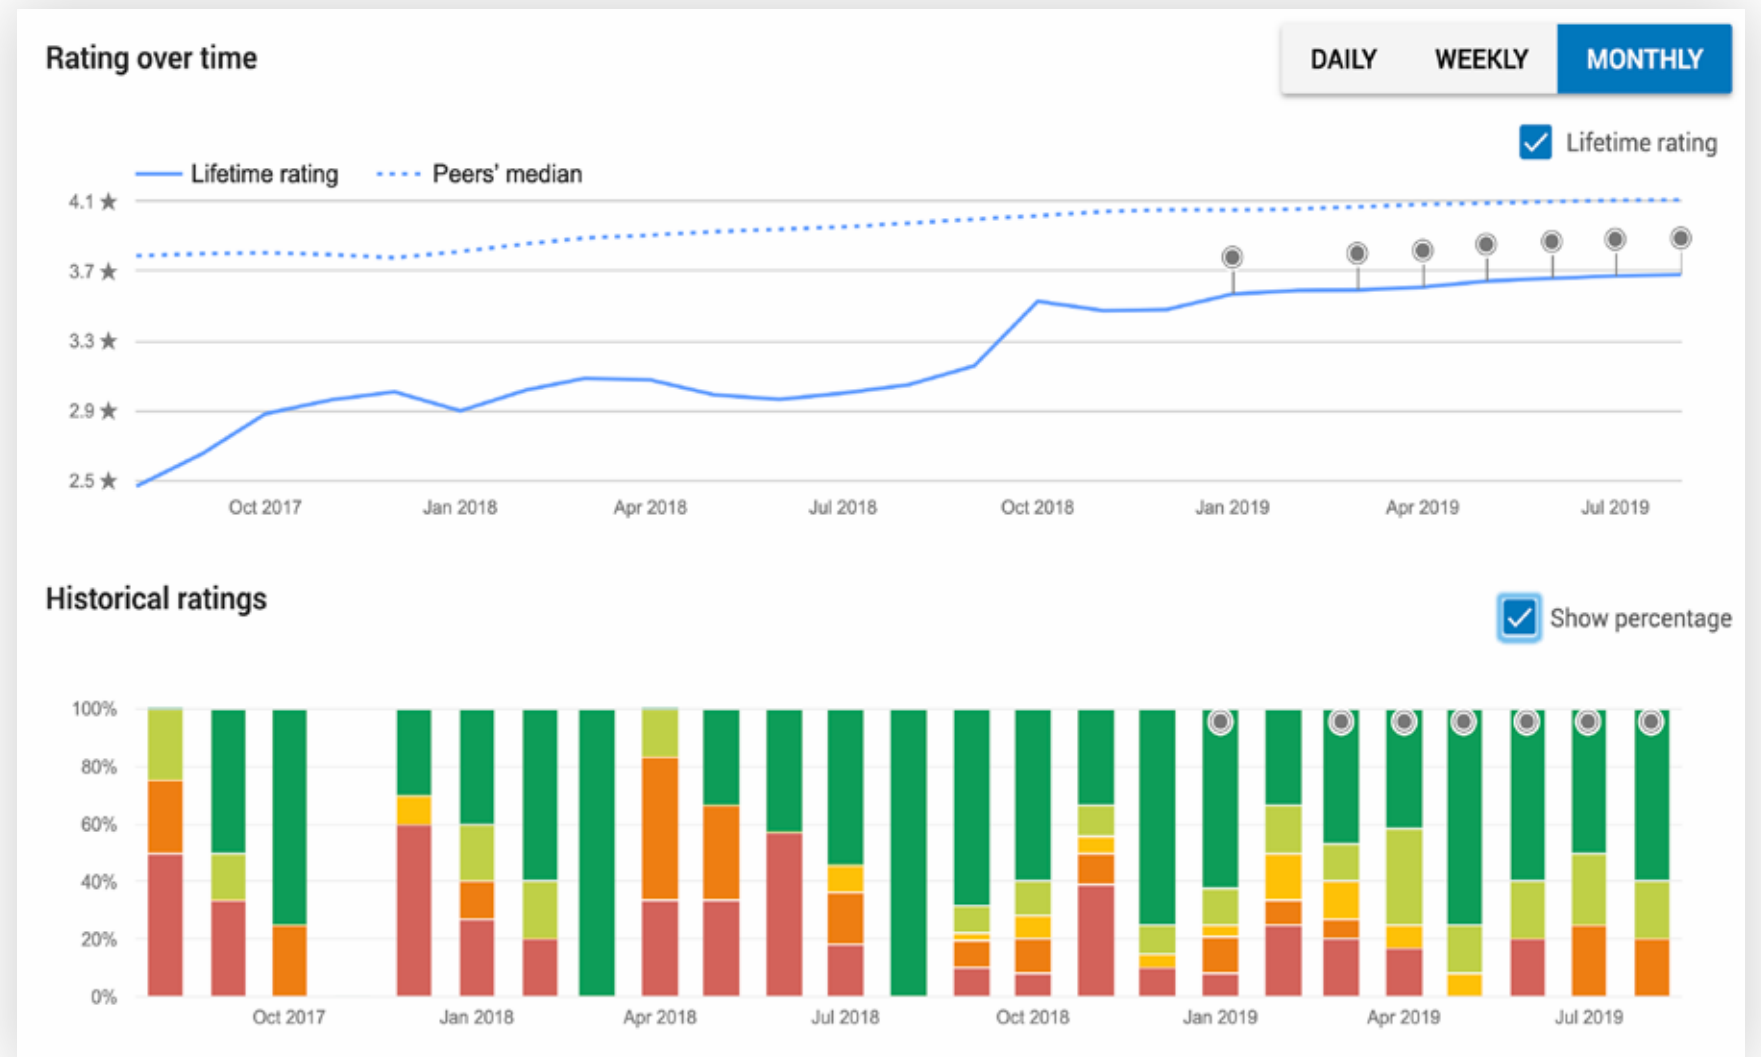 Rating over time
DAILY WEEKLY MONTHLY
Lifetime rating
Lifetime rating Peers' median
4.1 ★
3.7 ★
3.3 ★
2.9 ★
2.5 ★
Oct 2017 Jan 2018 Apr 2018 Jul 2018 Oct 2018 Jan 2019 Apr 2019 Jul 2019
Historical ratings
Show percentage
100%
80%
60%
40%
20%
0%
Oct 2017 Jan 2018 Apr 2018 Jul 2018 Oct 2018 Jan 2019 Apr 2019 Jul 2019